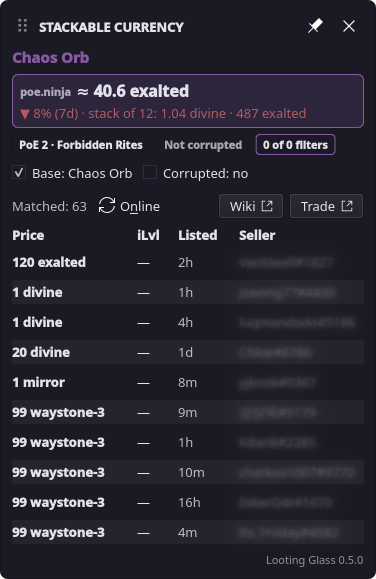 STACKABLE CURRENCY
Chaos Orb
poe.ninja ≈ 40.6 exalted
▼ 8% (7d) · stack of 12: 1.04 divine · 487 exalted
PoE 2 · Forbidden Rites Not corrupted 0 of 0 filters
Base: Chaos Orb Corrupted: no
Matched: 63 Online Wiki Trade
Price iLvl Listed Seller
120 exalted — 2h
1 divine — 1h
1 divine — 4h
20 divine — 1d
1 mirror — 8m
99 waystone-3 — 9m
99 waystone-3 — 1h
99 waystone-3 — 10m
99 waystone-3 — 16h
99 waystone-3 — 4m
Looting Glass 0.5.0